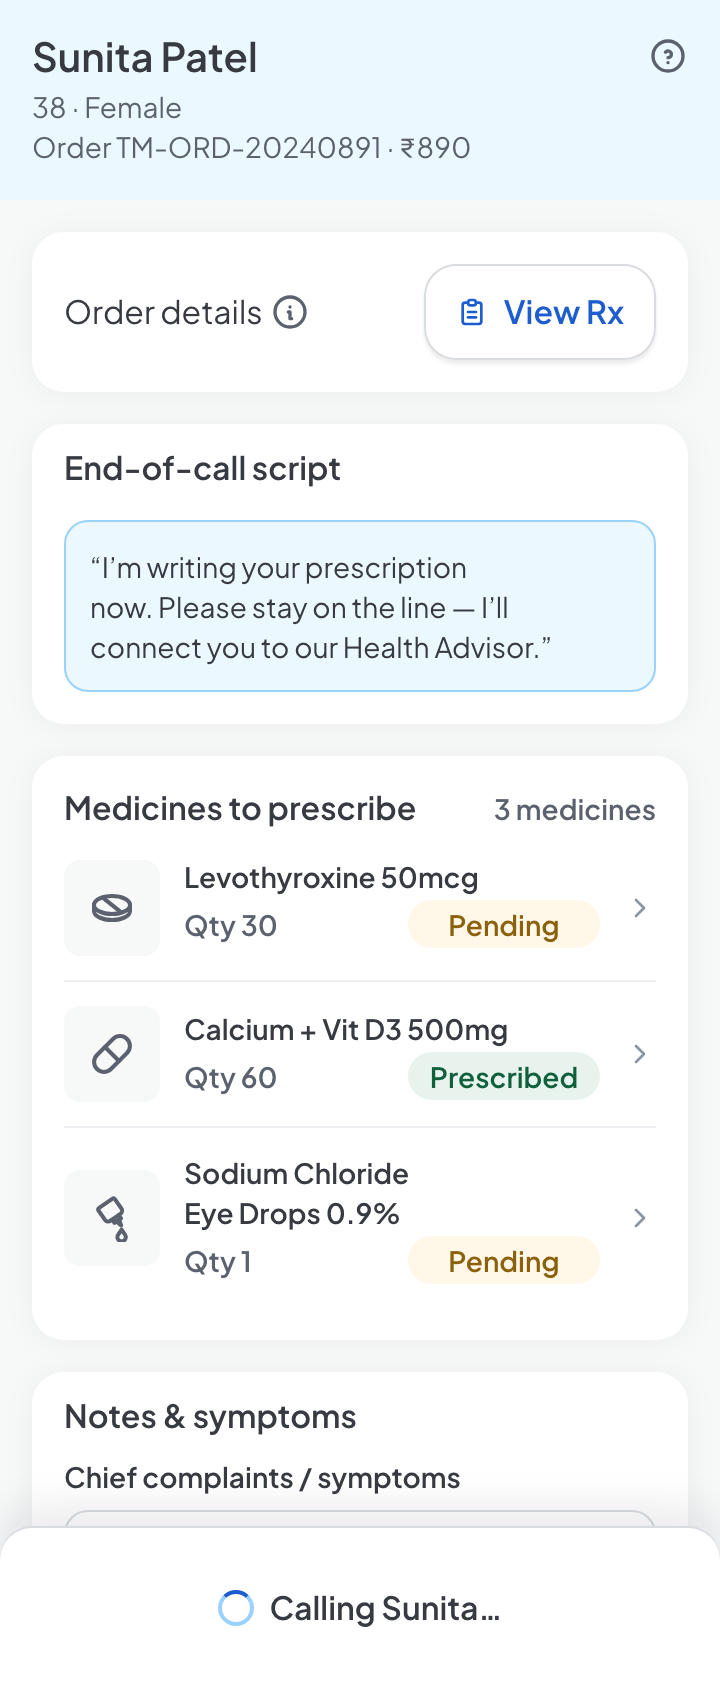 Sunita Patel
38 · Female
Order TM-ORD-20240891 · ₹890
Order details
View Rx
End-of-call script
“I’m writing your prescription
now. Please stay on the line — I’ll
connect you to our Health Advisor.”
Medicines to prescribe
3 medicines
Levothyroxine 50mcg
Qty 30
Pending
Calcium + Vit D3 500mg
Qty 60
Prescribed
Sodium Chloride
Eye Drops 0.9%
Qty 1
Pending
Notes & symptoms
Chief complaints / symptoms
Calling Sunita…